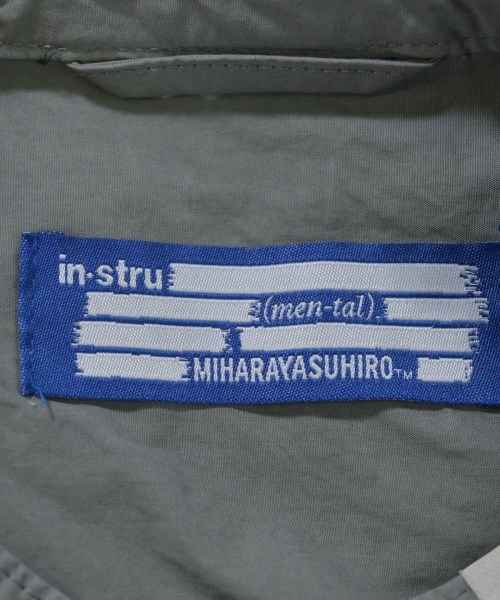 in·stru
(men-tal).
MIHARAYASUHIRO™